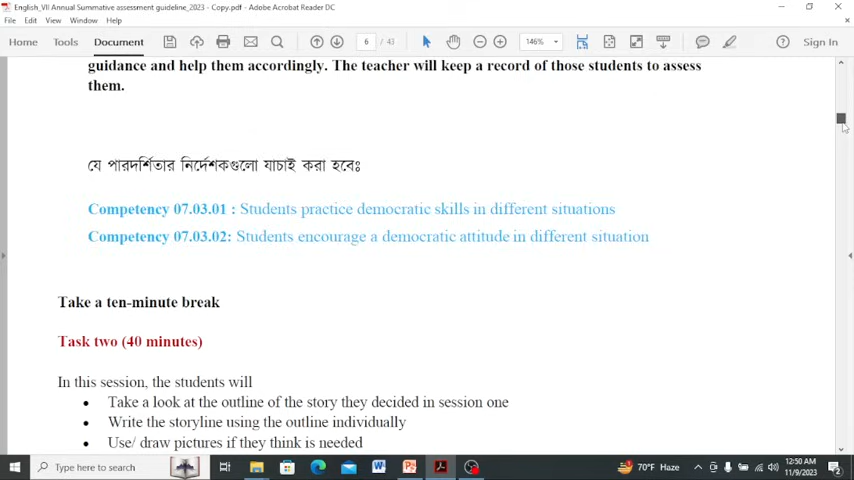 English_VII Annual Summative assessment guideline_2023 - Copy.pdf - Adobe Acrobat Reader DC
File Edit View Window Help
Home Tools Document 6 / 43 146% Sign In
guidance and help them accordingly. The teacher will keep a record of those students to assess
them.
যে পারদর্শিতার নির্দেশকগুলো যাচাই করা হবেঃ
Competency 07.03.01 : Students practice democratic skills in different situations
Competency 07.03.02: Students encourage a democratic attitude in different situation
Take a ten-minute break
Task two (40 minutes)
In this session, the students will
• Take a look at the outline of the story they decided in session one
• Write the storyline using the outline individually
• Use/ draw pictures if they think is needed
Type here to search 70°F Haze 12:50 AM
11/9/2023